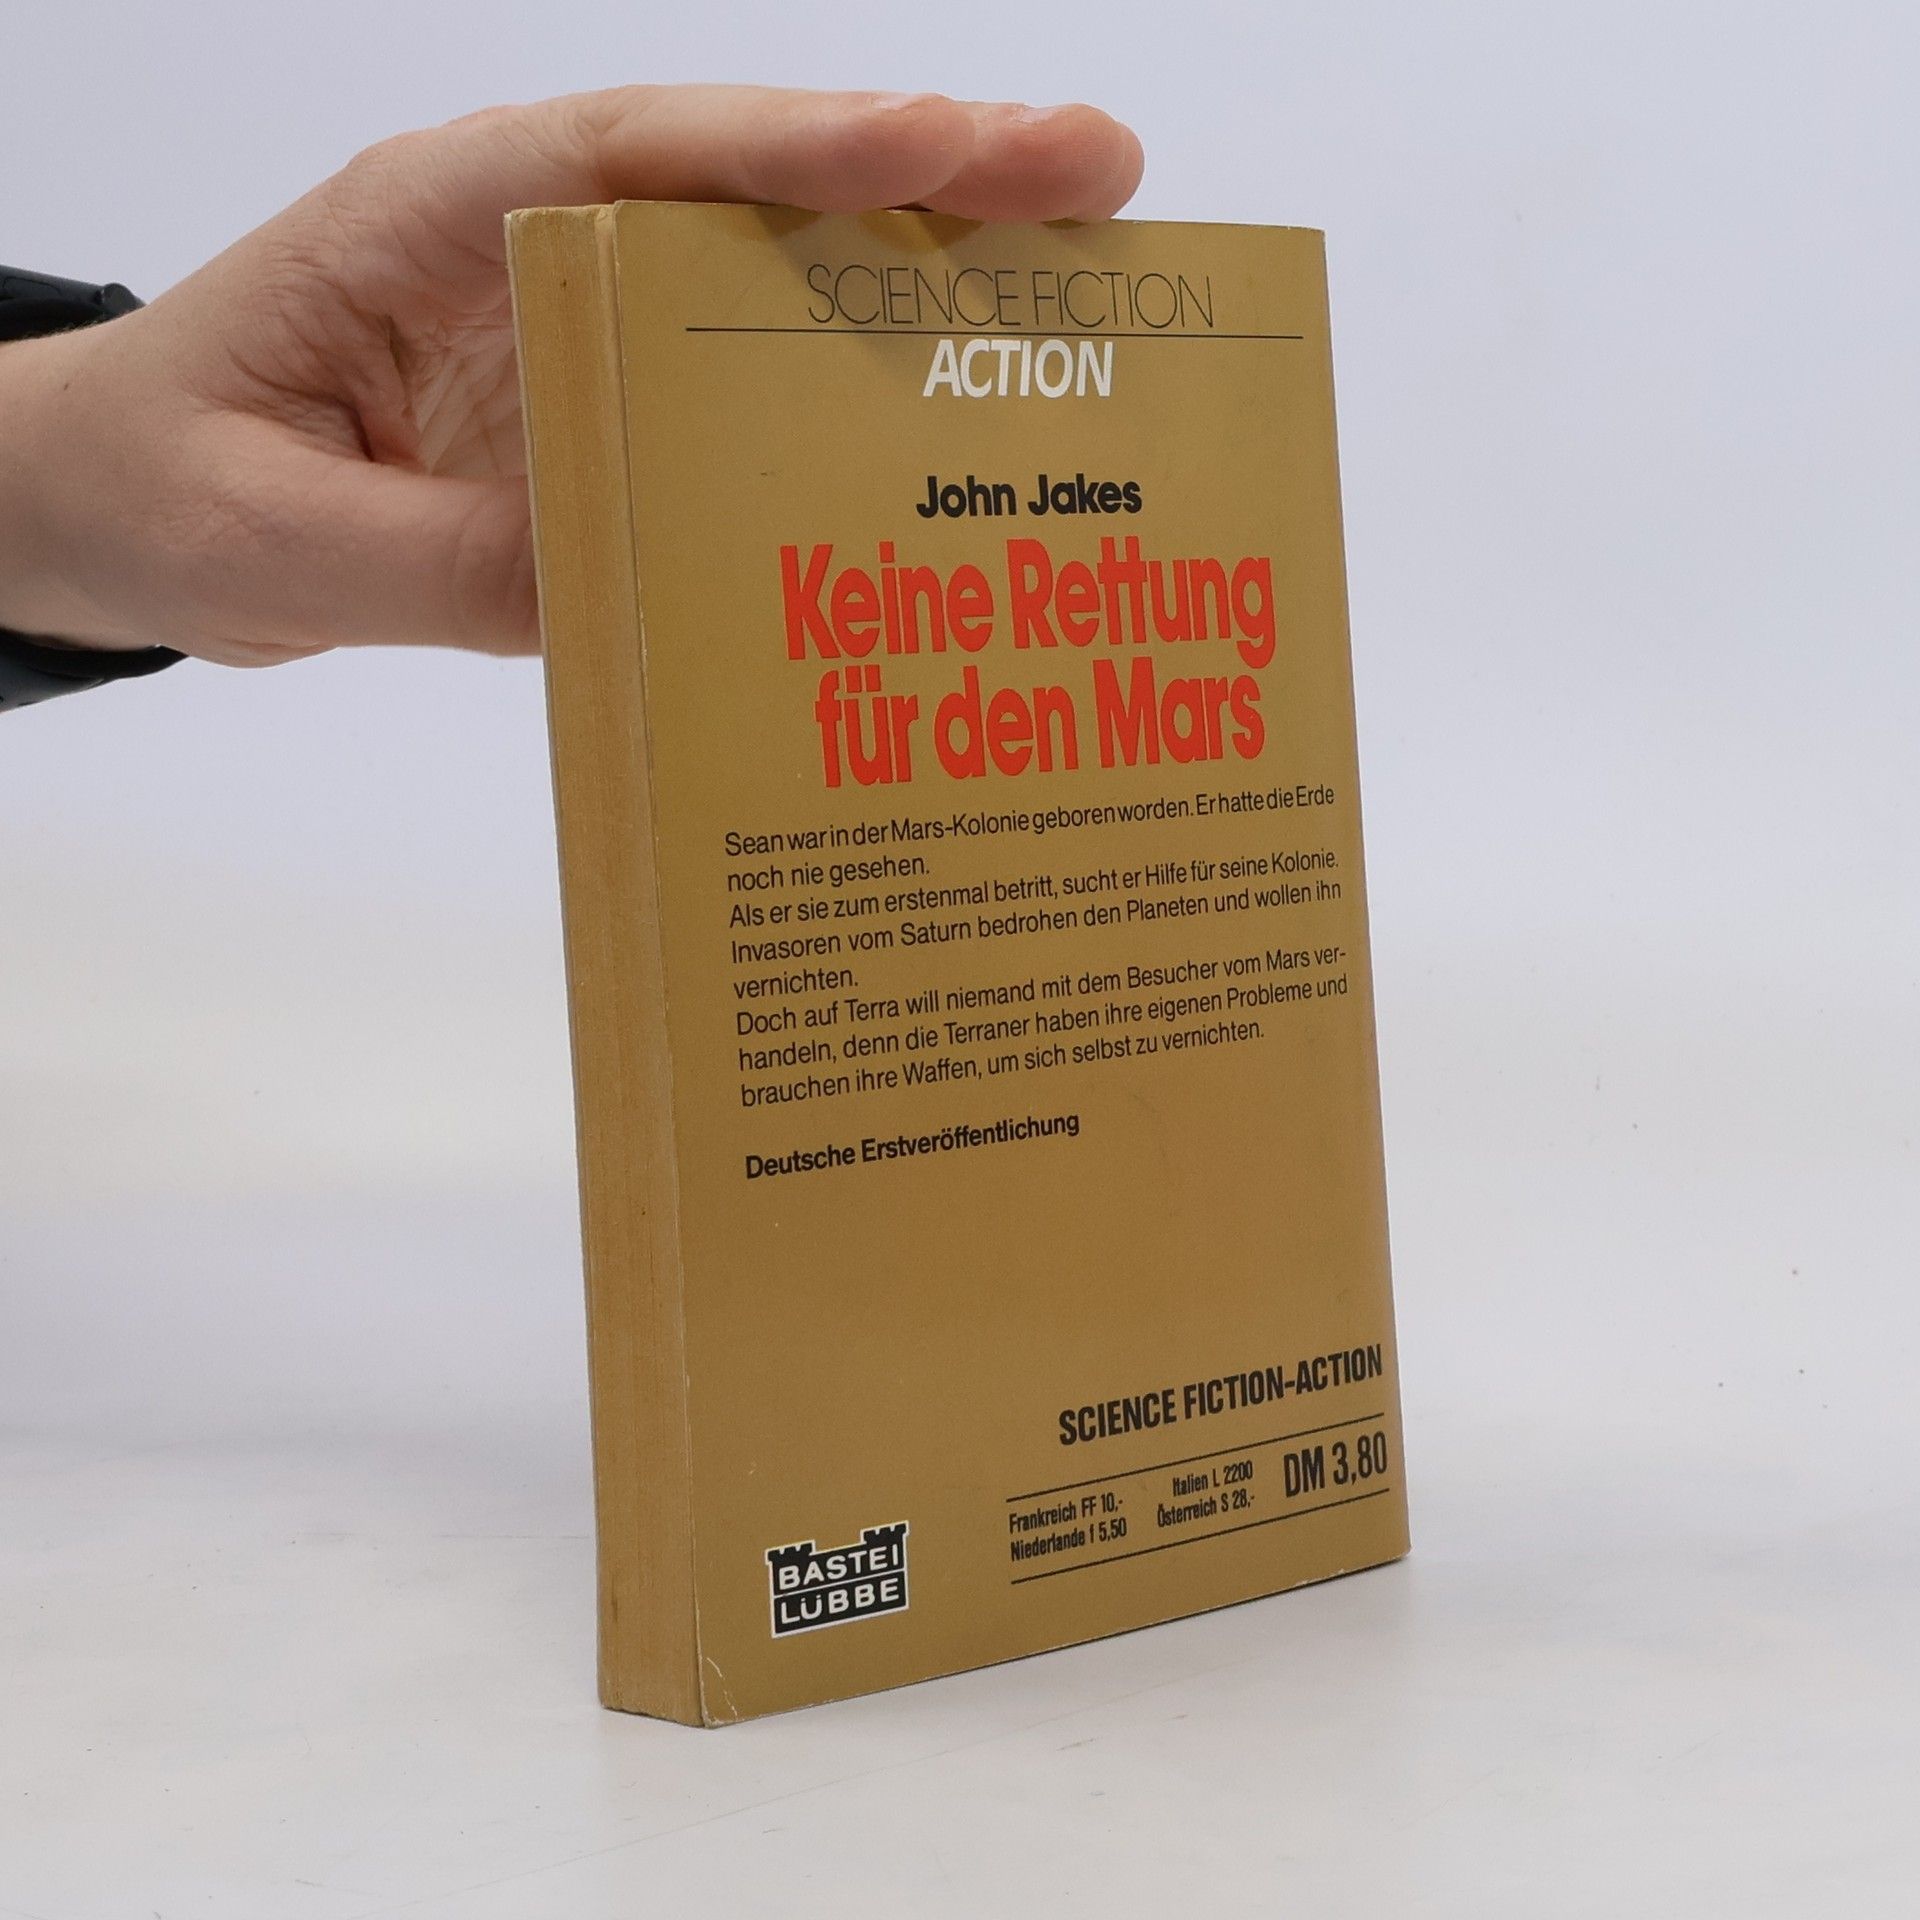 SCIENCE FICTION
ACTION
John Jakes
Keine Rettung
für den Mars
Sean war in der Mars-Kolonie geboren worden. Er hatte die Erde
noch nie gesehen.
Als er sie zum erstenmal betritt, sucht er Hilfe für seine Kolonie.
Invasoren vom Saturn bedrohen den Planeten und wollen ihn
vernichten.
Doch auf Terra will niemand mit dem Besucher vom Mars ver-
handeln, denn die Terraner haben ihre eigenen Probleme und
brauchen ihre Waffen, um sich selbst zu vernichten.
Deutsche Erstveröffentlichung
SCIENCE FICTION-ACTION
Frankreich FF 10,- Italien L 2200 DM 3,80
Niederlande f 5,50 Österreich S 28,-
BASTEI
LÜBBE